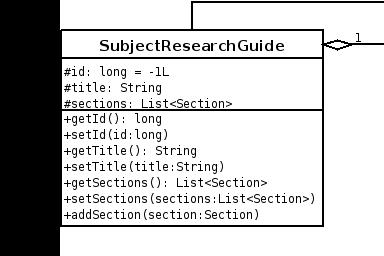 SubjectResearchGuide
1
#id: long = -1L
#title: String
#sections: List<Section>
+getId(): long
+setId(id:long)
+getTitle(): String
+setTitle(title:String)
+getSections(): List<Section>
+setSections(sections:List<Section>)
+addSection(section:Section)